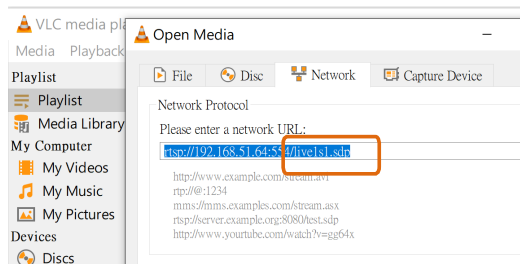 VLC media pla
Media Playback
Playlist
Playlist
Media Library
My Computer
My Videos
My Music
My Pictures
Devices
Discs
Open Media
File Disc Network Capture Device
Network Protocol
Please enter a network URL:
rtsp://192.168.51.64:554/live1s1.sdp
http://www.example.com/stream.avi
rtp://@:1234
mms://mms.examples.com/stream.asx
rtsp://server.example.org:8080/test.sdp
http://www.yourtube.com/watch?v=gg64x